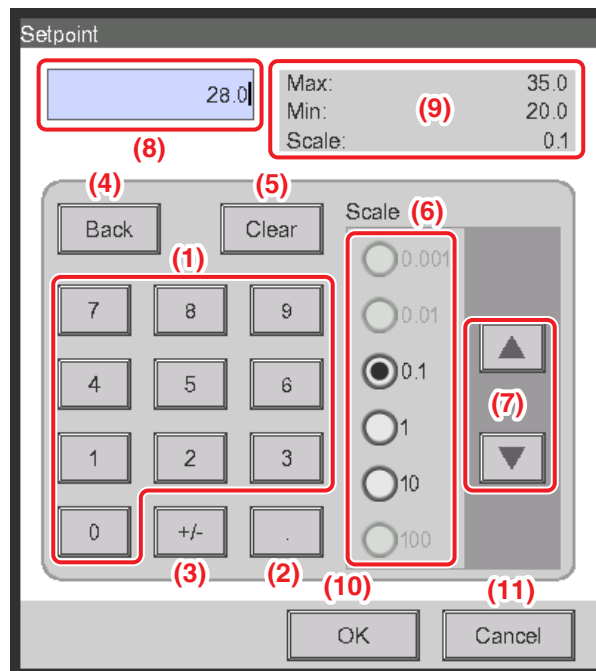 Setpoint
28.0
Max: 35.0
Min: 20.0
Scale: 0.1
(8)
(9)
(4)
(5)
Back
Clear
Scale
(6)
(1)
7 8 9
4 5 6
1 2 3
0 +/- .
0.001
0.01
0.1
1
10
100
(7)
(3)
(2)
(10)
(11)
OK
Cancel